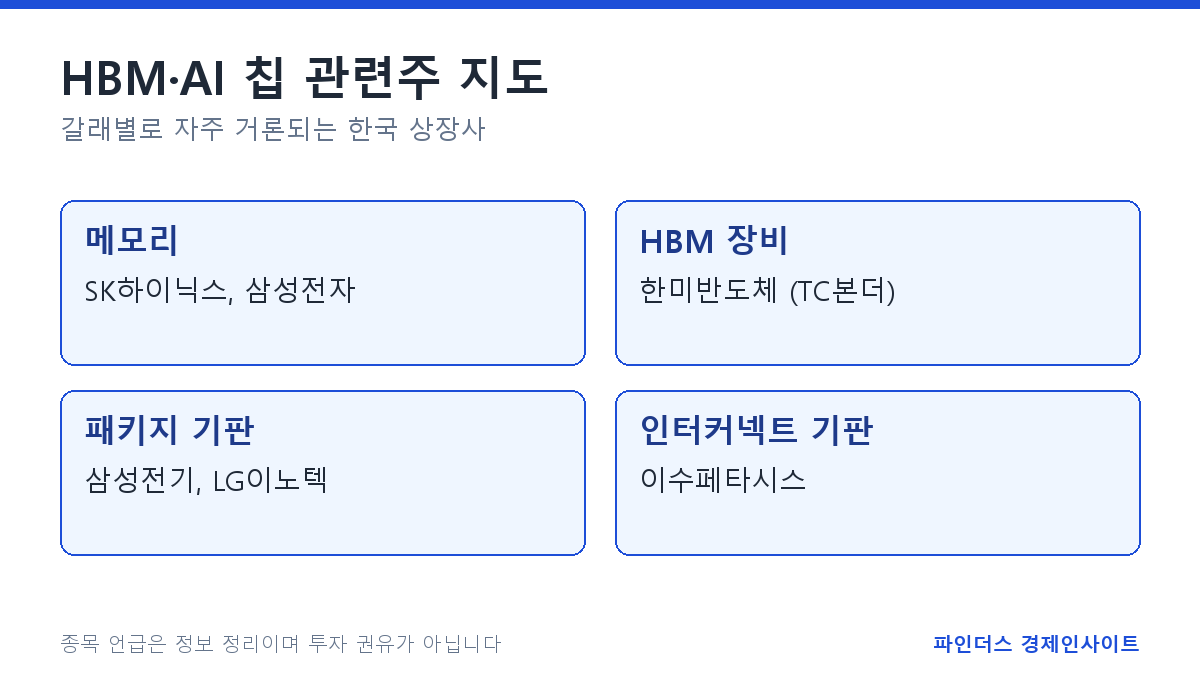 HBM·AI 칩 관련주 지도
갈래별로 자주 거론되는 한국 상장사
메모리
SK하이닉스, 삼성전자
HBM 장비
한미반도체 (TC본더)
패키지 기판
삼성전기, LG이노텍
인터커넥트 기판
이수페타시스
종목 언급은 정보 정리이며 투자 권유가 아닙니다
파인더스 경제인사이트